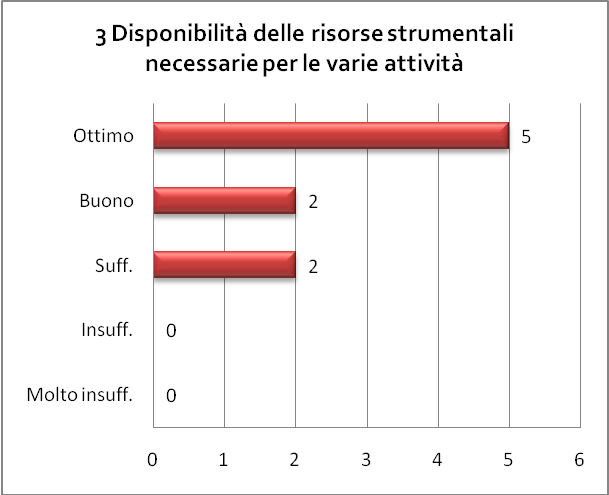 3 Disponibilità delle risorse strumentali
necessarie per le varie attività
Ottimo 5
Buono 2
Suff. 2
Insuff. 0
Molto insuff. 0
0 1 2 3 4 5 6